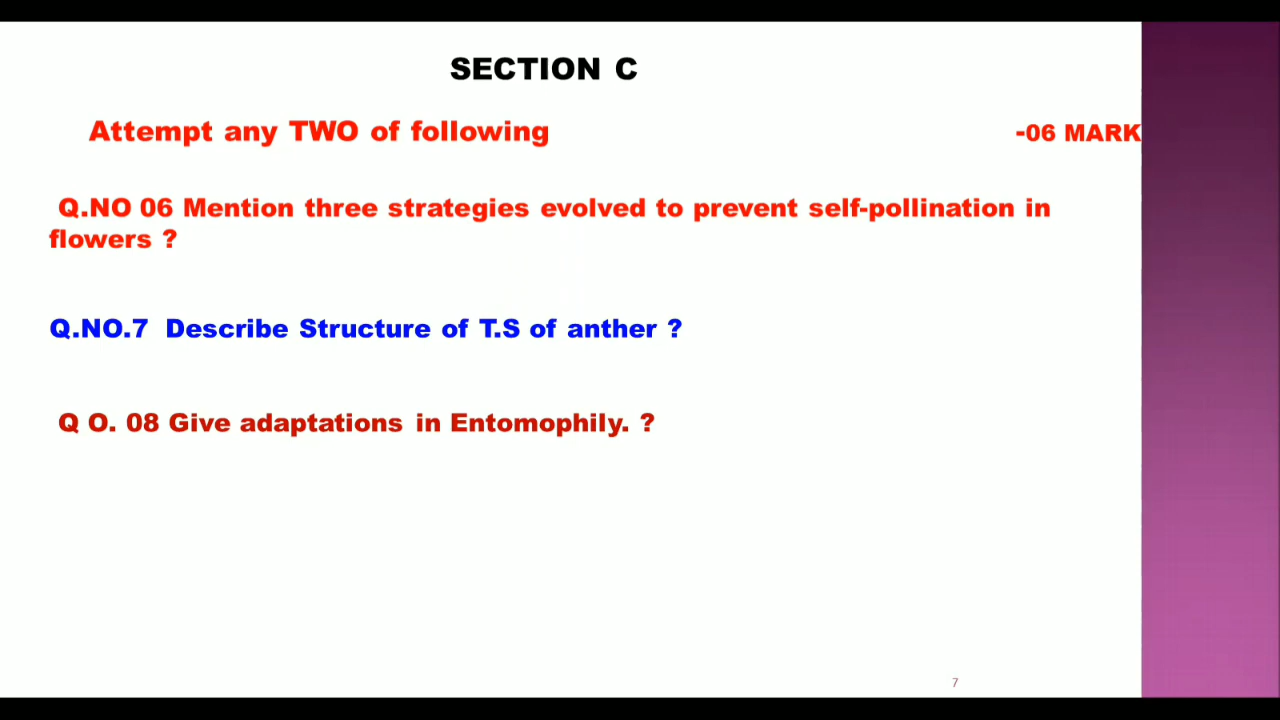 SECTION C
Attempt any TWO of following -06 MARK
Q.NO 06 Mention three strategies evolved to prevent self-pollination in
flowers ?
Q.NO.7 Describe Structure of T.S of anther ?
Q O. 08 Give adaptations in Entomophily. ?
7